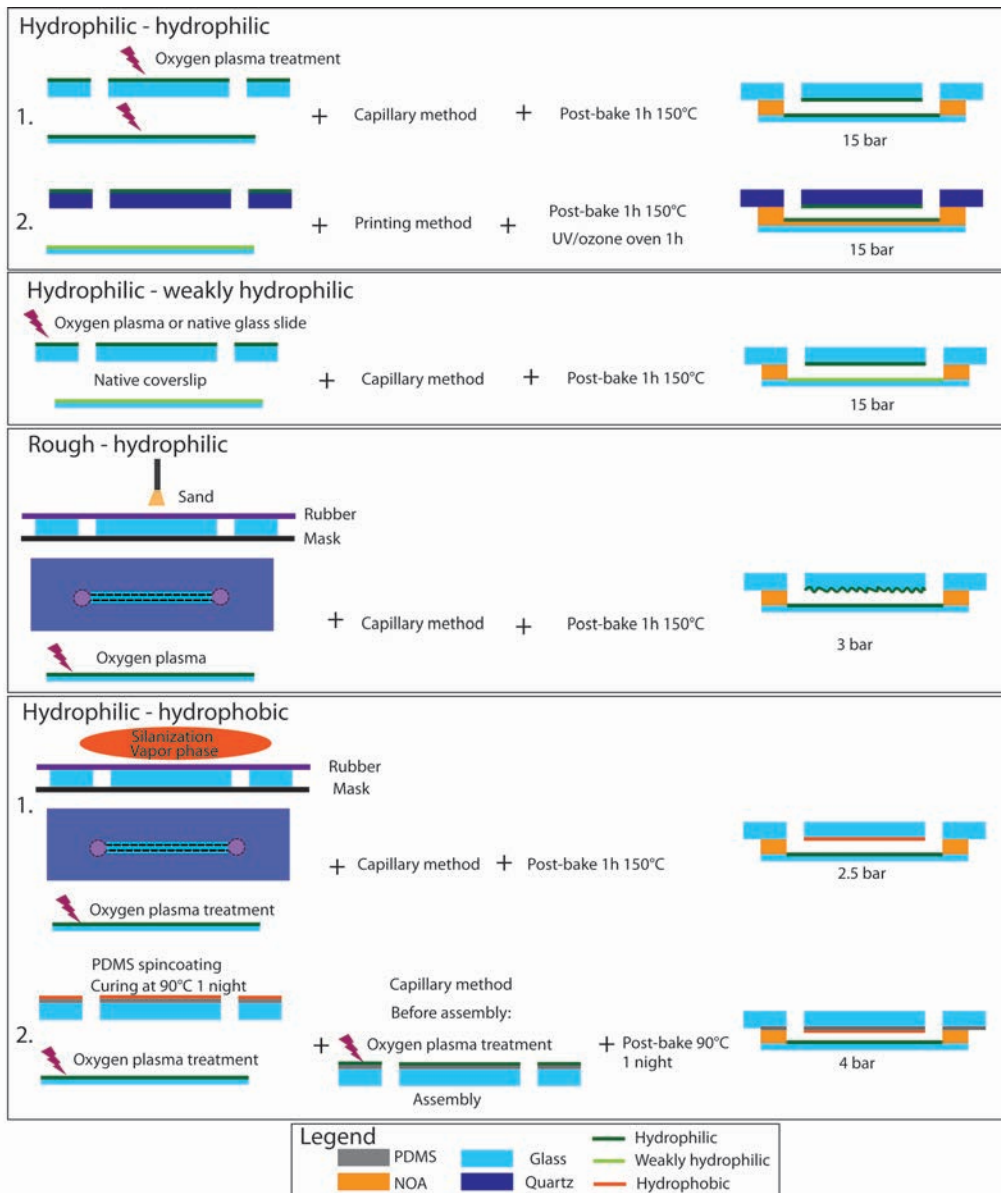 Hydrophilic - hydrophilic
Oxygen plasma treatment
1.
+ Capillary method + Post-bake 1h 150°C
15 bar
2.
+ Printing method + Post-bake 1h 150°C
UV/ozone oven 1h
15 bar
Hydrophilic - weakly hydrophilic
Oxygen plasma or native glass slide
Native coverslip
+ Capillary method + Post-bake 1h 150°C
15 bar
Rough - hydrophilic
Sand
Rubber
Mask
+ Capillary method + Post-bake 1h 150°C
3 bar
Oxygen plasma
Hydrophilic - hydrophobic
Silanization
Vapor phase
Rubber
Mask
1.
+ Capillary method + Post-bake 1h 150°C
2.5 bar
Oxygen plasma treatment
PDMS spincoating
Curing at 90°C 1 night
2.
Oxygen plasma treatment
+
Capillary method
Before assembly:
Oxygen plasma treatment
Assembly
+ Post-bake 90°C
1 night
4 bar
Legend
PDMS
NOA
Glass
Quartz
Hydrophilic
Weakly hydrophilic
Hydrophobic